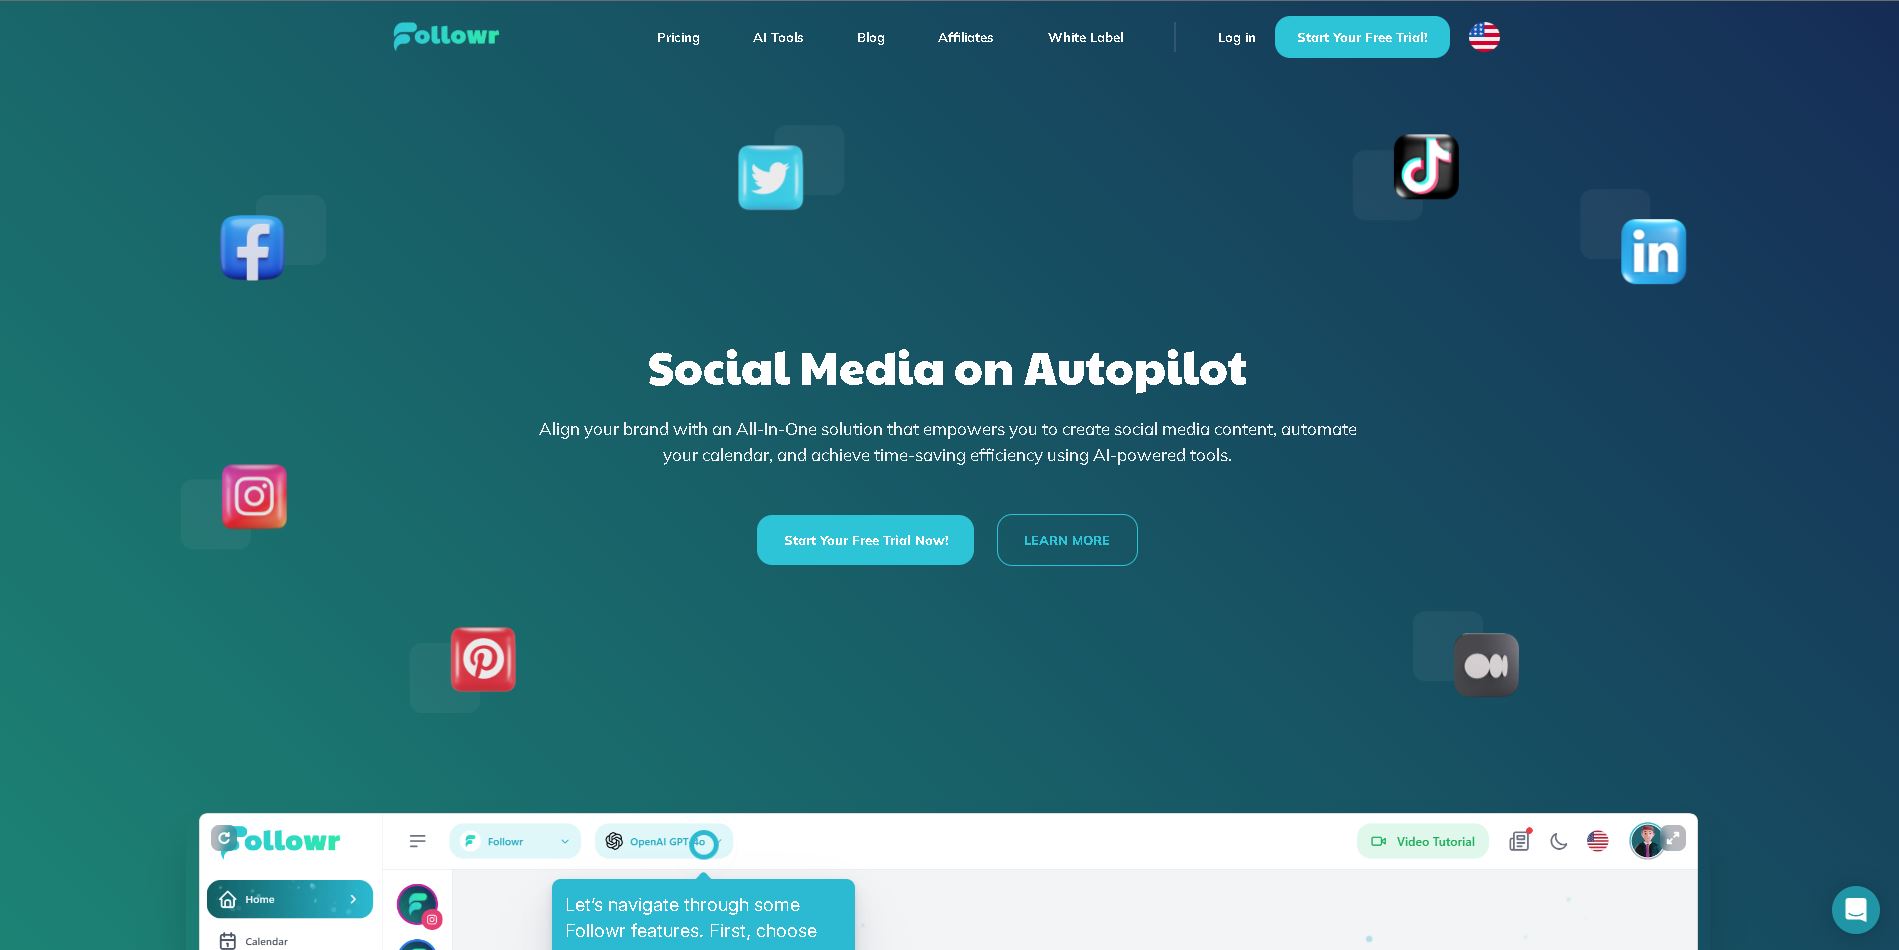 Followr
Pricing
AI Tools
Blog
Affiliates
White Label
Log in
Start Your Free Trial!
in
Social Media on Autopilot
Align your brand with an All-In-One solution that empowers you to create social media content, automate
your calendar, and achieve time-saving efficiency using AI-powered tools.
Start Your Free Trial Now!
LEARN MORE
Followr
Followr
OpenAI GPT-4o
Video Tutorial
Home
Calendar
Let's navigate through some
Followr features. First, choose